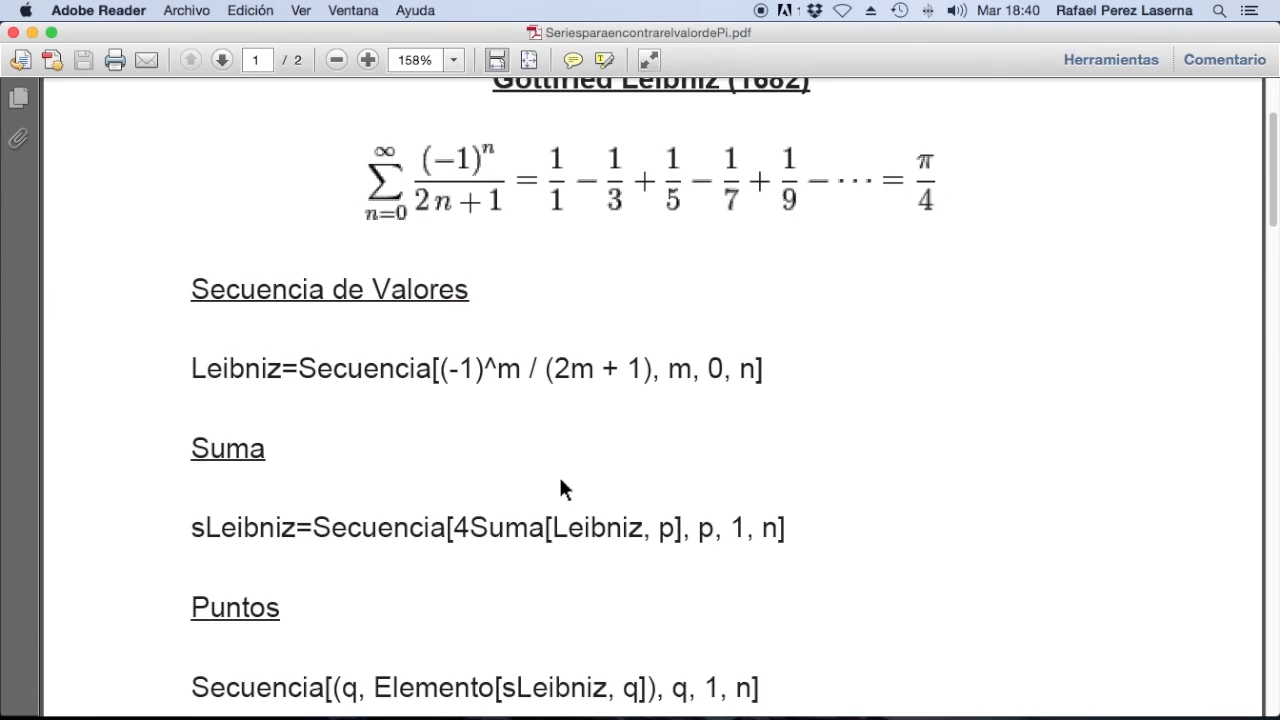 Adobe Reader Archivo Edición Ver Ventana Ayuda 1 Mar 18:40 Rafael Perez Laserna
SeriesparaencontrarelvalordePi.pdf
1 / 2 158% Herramientas Comentario
Gottfried Leibniz (1682)
∑_{n=0}^{∞} (−1)^n / (2n + 1) = 1/1 − 1/3 + 1/5 − 1/7 + 1/9 − ⋯ = π/4
Secuencia de Valores
Leibniz=Secuencia[(-1)^m / (2m + 1), m, 0, n]
Suma
sLeibniz=Secuencia[4Suma[Leibniz, p], p, 1, n]
Puntos
Secuencia[(q, Elemento[sLeibniz, q]), q, 1, n]